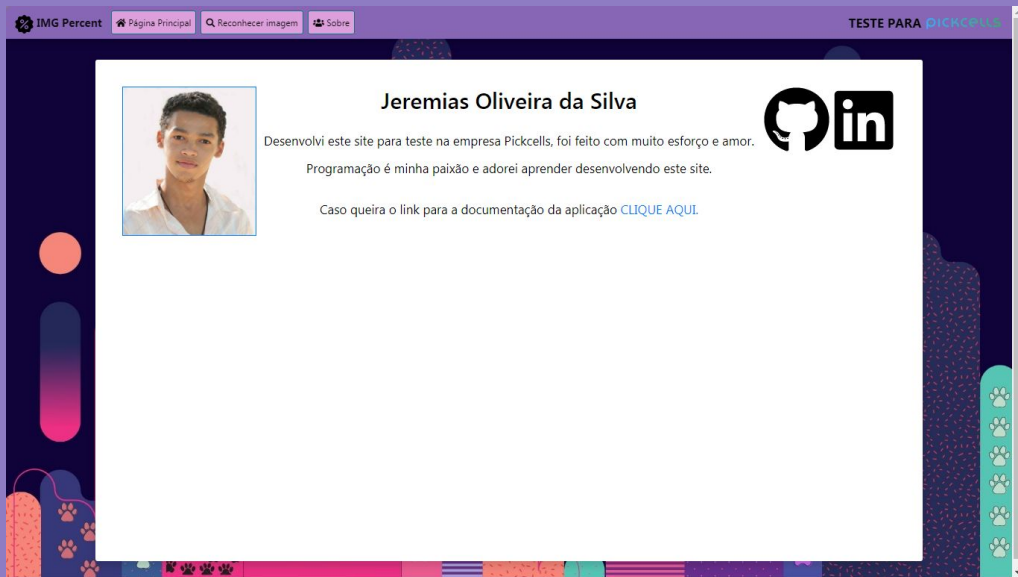 IMG Percent
Página Principal
Reconhecer imagem
Sobre
TESTE PARA pickcells
Jeremias Oliveira da Silva
Desenvolvi este site para teste na empresa Pickcells, foi feito com muito esforço e amor.
Programação é minha paixão e adorei aprender desenvolvendo este site.
Caso queira o link para a documentação da aplicação CLIQUE AQUI.
in